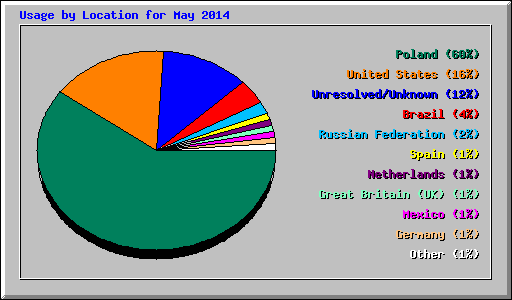 Usage by Location for May 2014
Poland (60%)
United States (16%)
Unresolved/Unknown (12%)
Brazil (4%)
Russian Federation (2%)
Spain (1%)
Netherlands (1%)
Great Britain (UK) (1%)
Mexico (1%)
Germany (1%)
Other (1%)